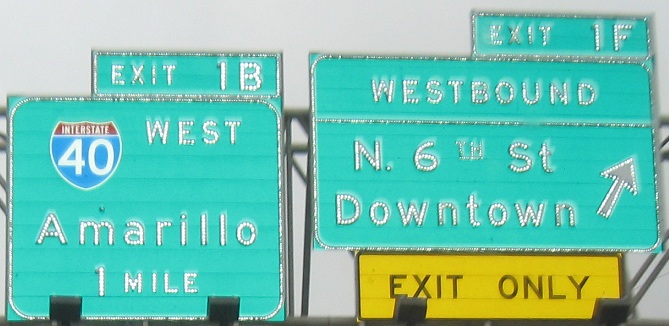 EXIT 1B
INTERSTATE
40
WEST
Amarillo
1 MILE
EXIT 1F
WESTBOUND
N. 6TH St
Downtown
EXIT ONLY